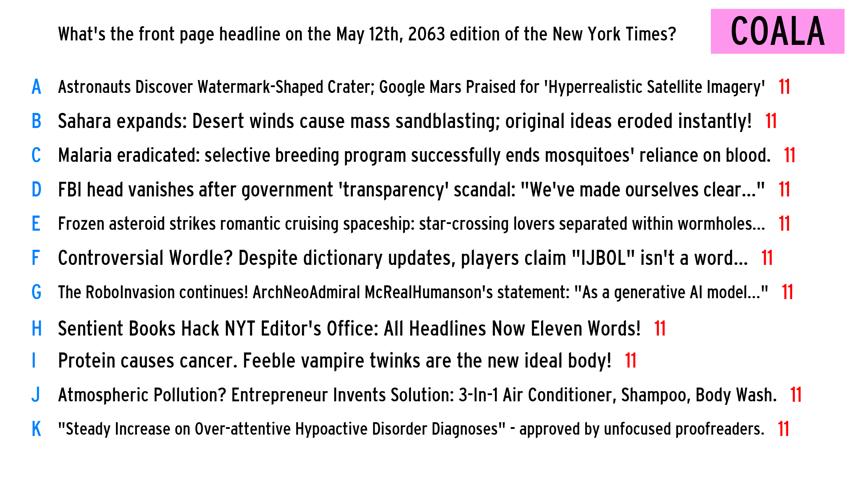 What's the front page headline on the May 12th, 2063 edition of the New York Times?
COALA
A Astronauts Discover Watermark-Shaped Crater; Google Mars Praised for 'Hyperrealistic Satellite Imagery' 11
B Sahara expands: Desert winds cause mass sandblasting; original ideas eroded instantly! 11
C Malaria eradicated: selective breeding program successfully ends mosquitoes' reliance on blood. 11
D FBI head vanishes after government 'transparency' scandal: "We've made ourselves clear..." 11
E Frozen asteroid strikes romantic cruising spaceship: star-crossing lovers separated within wormholes... 11
F Controversial Wordle? Despite dictionary updates, players claim "IJBOL" isn't a word... 11
G The RoboInvasion continues! ArchNeoAdmiral McRealHumanson's statement: "As a generative AI model..." 11
H Sentient Books Hack NYT Editor's Office: All Headlines Now Eleven Words! 11
I Protein causes cancer. Feeble vampire twinks are the new ideal body! 11
J Atmospheric Pollution? Entrepreneur Invents Solution: 3-In-1 Air Conditioner, Shampoo, Body Wash. 11
K "Steady Increase on Over-attentive Hypoactive Disorder Diagnoses" - approved by unfocused proofreaders. 11